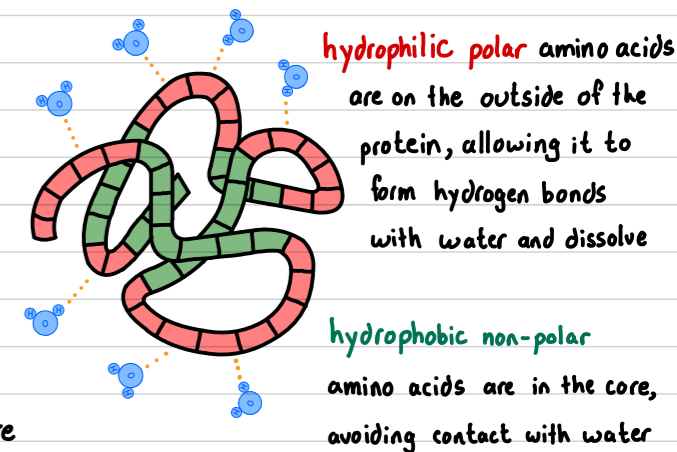 hydrophilic polar amino acids
are on the outside of the
protein, allowing it to
form hydrogen bonds
with water and dissolve
hydrophobic non-polar
amino acids are in the core,
avoiding contact with water
re
H
O
H
H
O
H
H
O
H
H
O
H
H
O
H
H
O
H
H
O
H